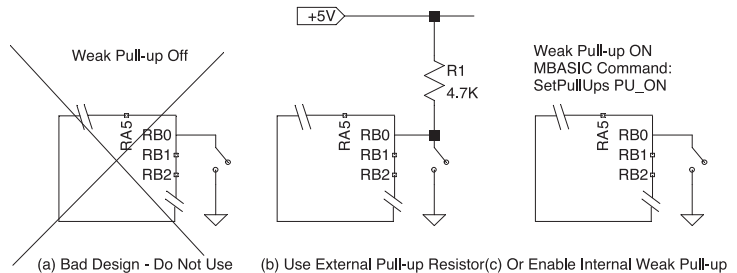 Weak Pull-up Off
RA5
RB0
RB1
RB2
(a) Bad Design - Do Not Use
+5V
R1
4.7K
RA5
RB0
RB1
RB2
(b) Use External Pull-up Resistor
Weak Pull-up ON
MBASIC Command:
SetPullUps PU_ON
RA5
RB0
RB1
RB2
(c) Or Enable Internal Weak Pull-up